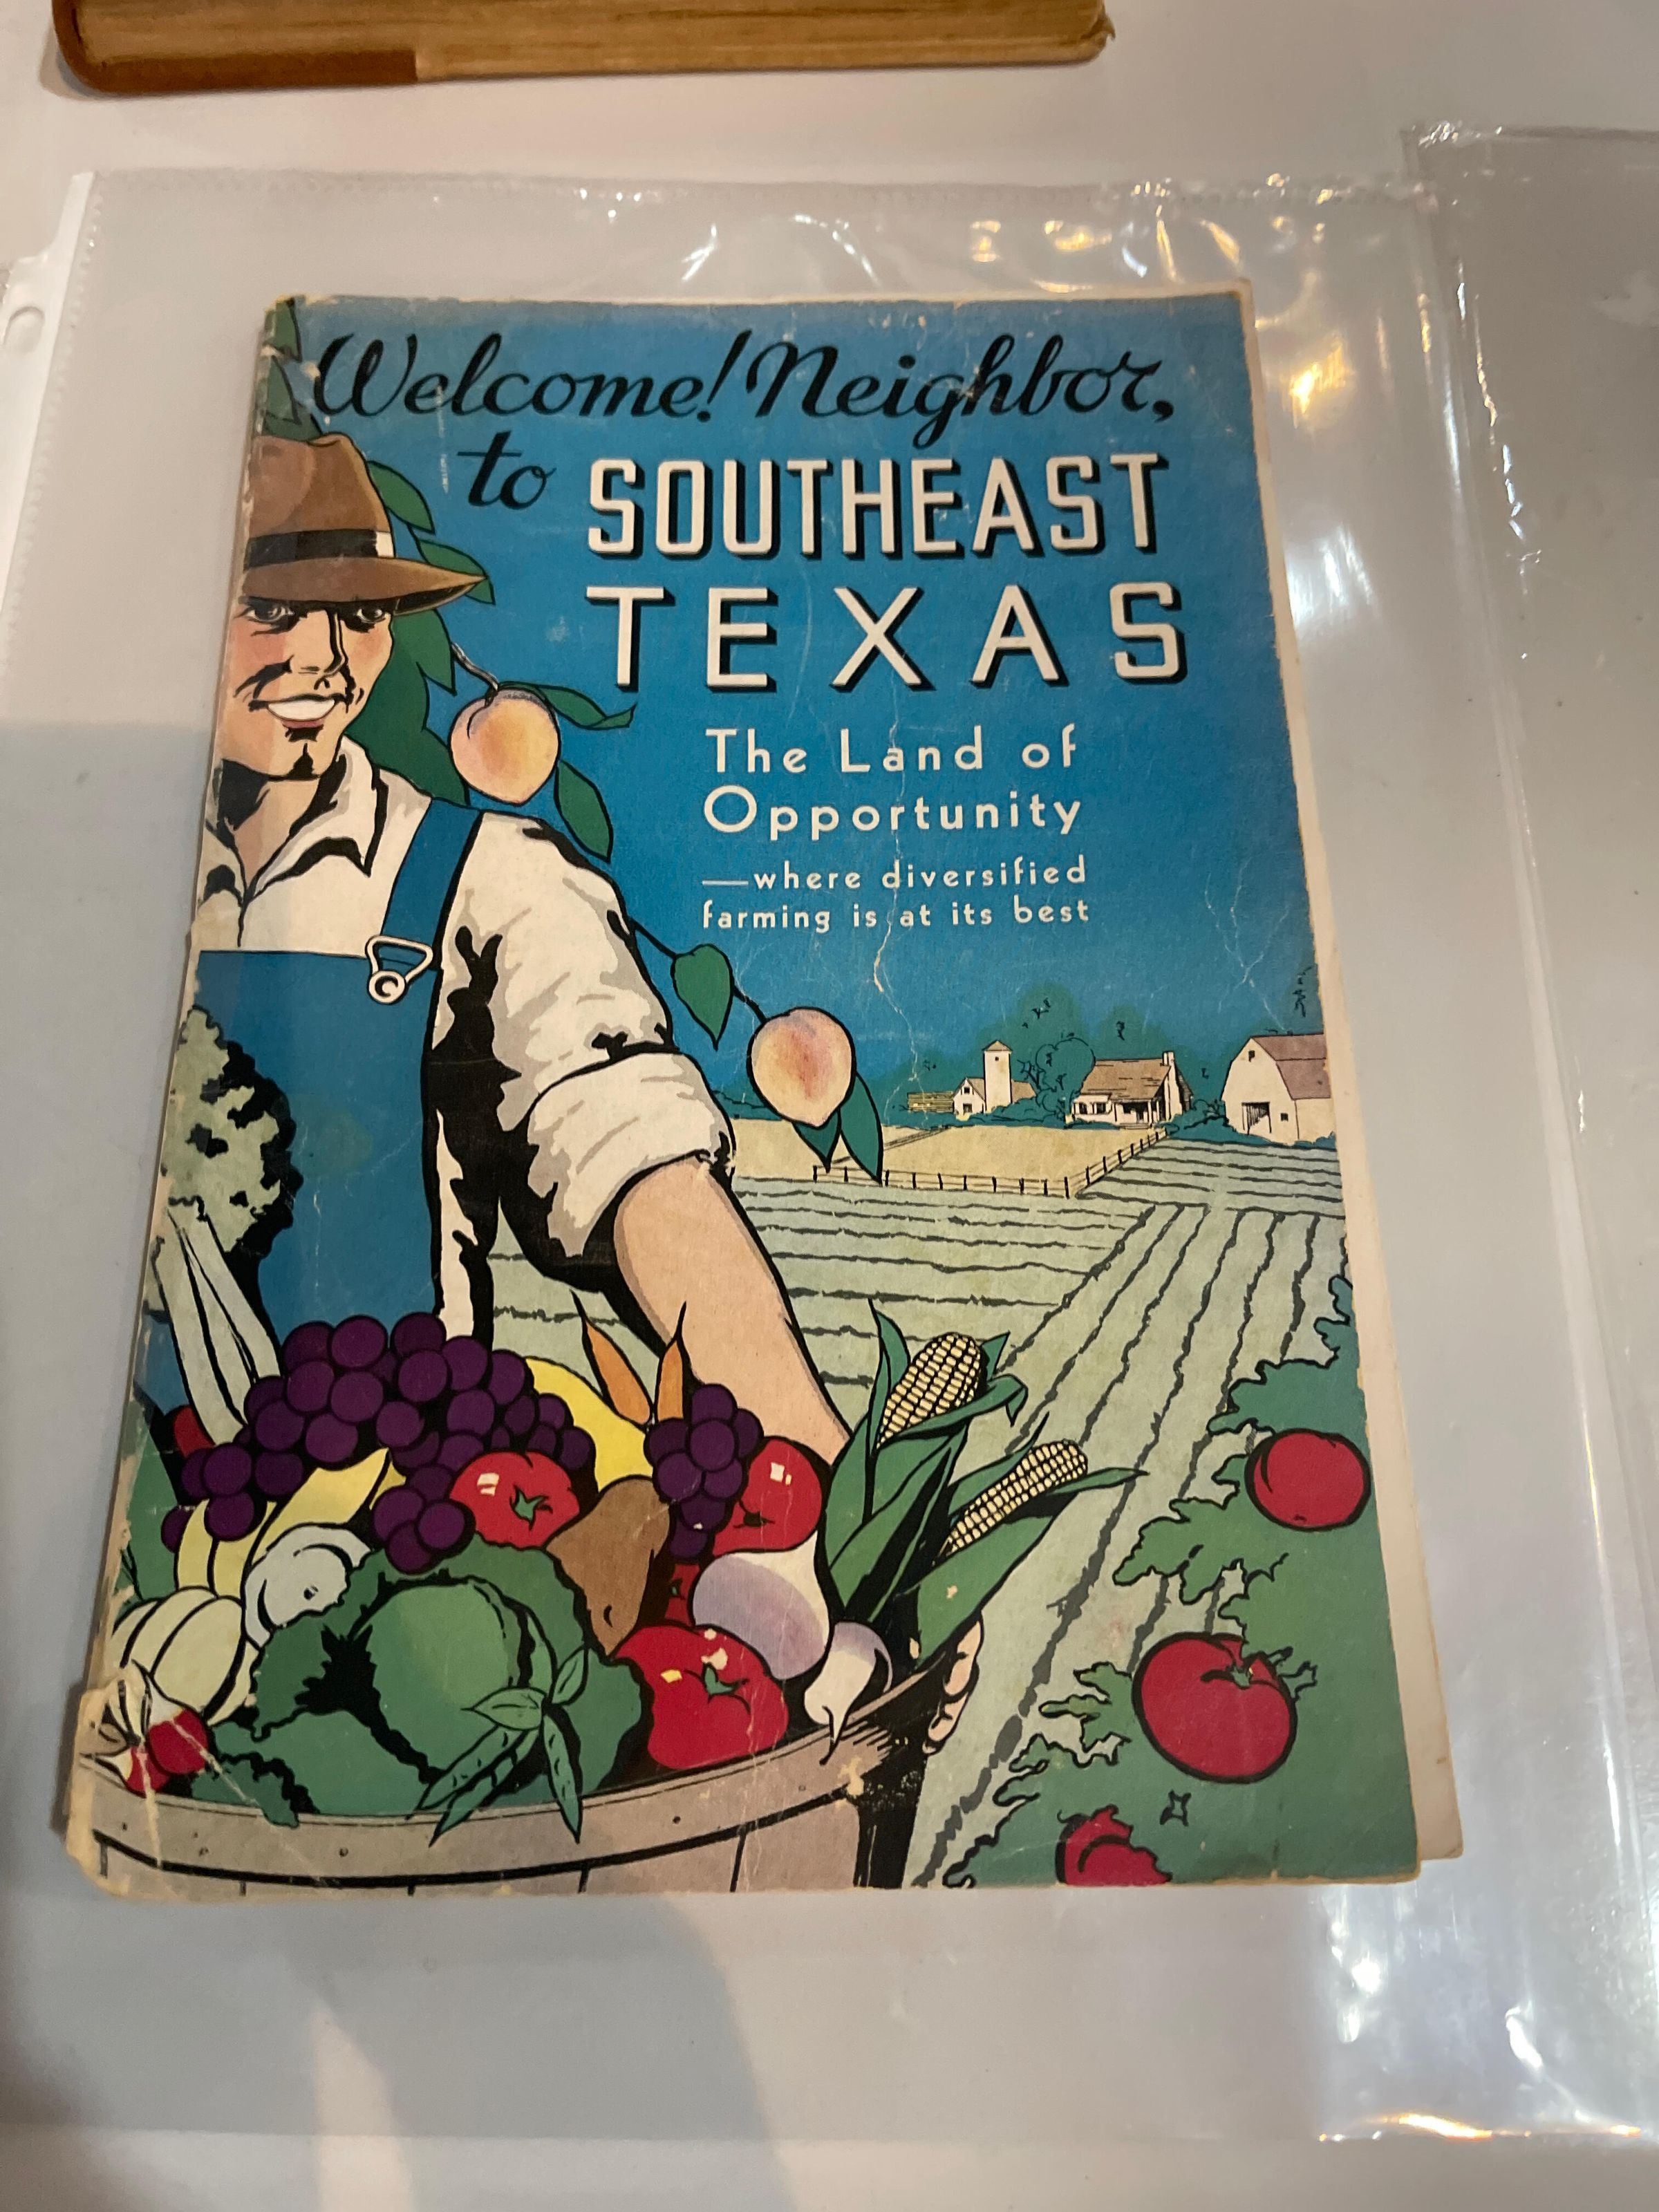 Welcome! Neighbor,
to SOUTHEAST
TEXAS
The Land of
Opportunity
—where diversified
farming is at its best